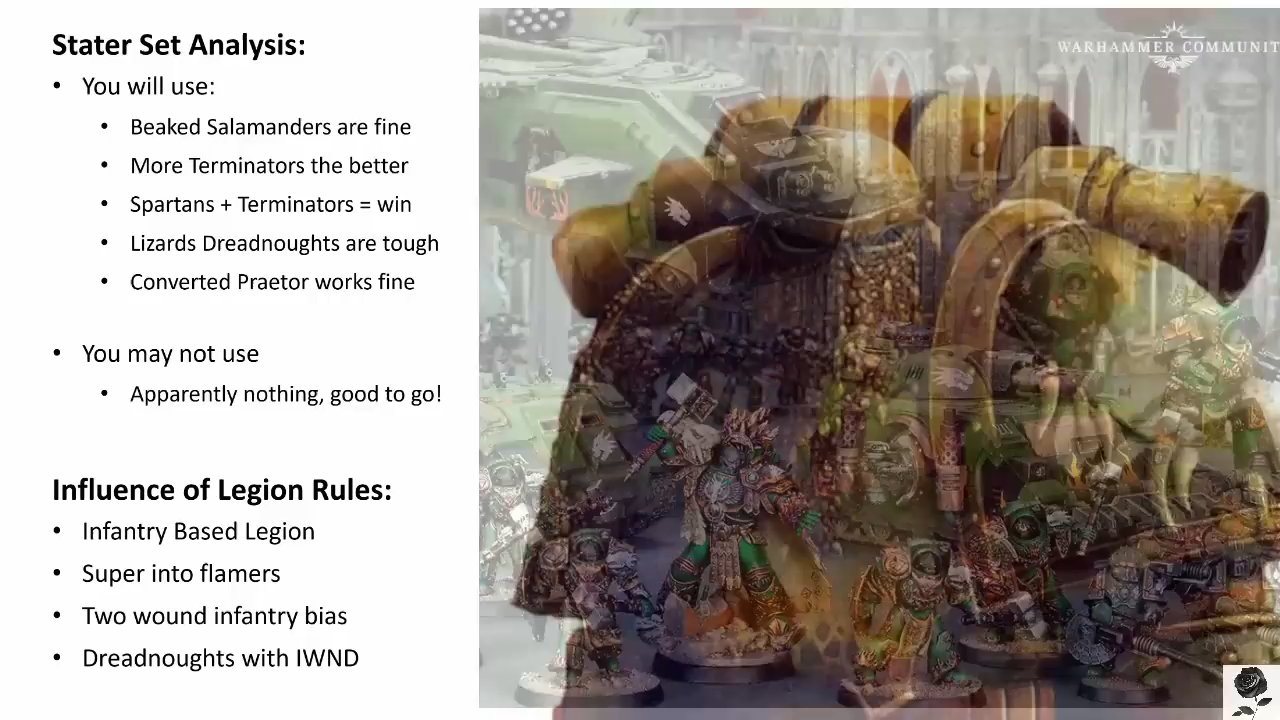 Stater Set Analysis:
• You will use:
• Beaked Salamanders are fine
• More Terminators the better
• Spartans + Terminators = win
• Lizards Dreadnoughts are tough
• Converted Praetor works fine
• You may not use
• Apparently nothing, good to go!
Influence of Legion Rules:
• Infantry Based Legion
• Super into flamers
• Two wound infantry bias
• Dreadnoughts with IWND
WARHAMMER COMMUNIT